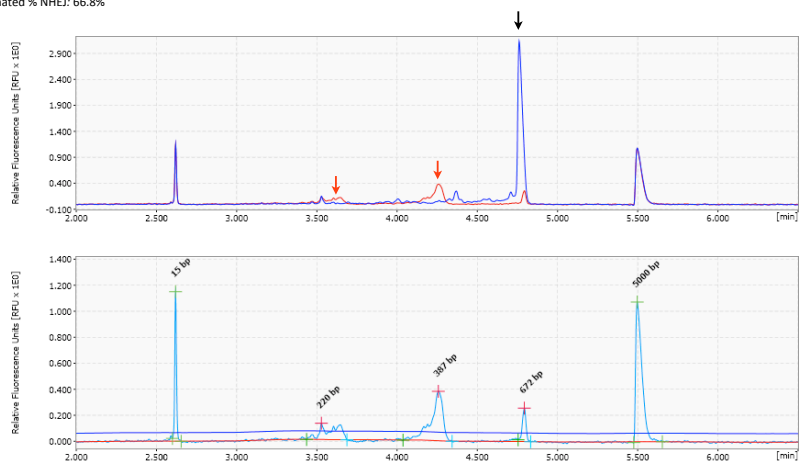 nated % NHEJ: 66.8%
Relative Fluorescence Units [RFU x 1E0]
2.900
2.400
1.900
1.400
0.900
0.400
-0.100
2.000 2.500 3.000 3.500 4.000 4.500 5.000 5.500 6.000 [min]
Relative Fluorescence Units [RFU x 1E0]
1.400
1.200
1.000
0.800
0.600
0.400
0.200
0.000
15 bp
220 bp
387 bp
672 bp
5000 bp
2.000 2.500 3.000 3.500 4.000 4.500 5.000 5.500 6.000 [min]